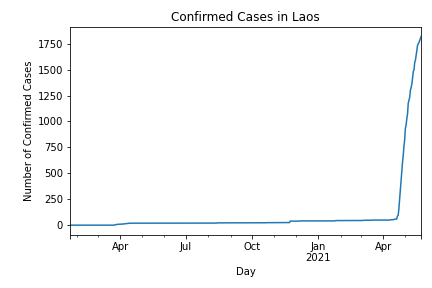 Confirmed Cases in Laos
Number of Confirmed Cases
1750
1500
1250
1000
750
500
250
0
Apr Jul Oct Jan Apr
2021
Day